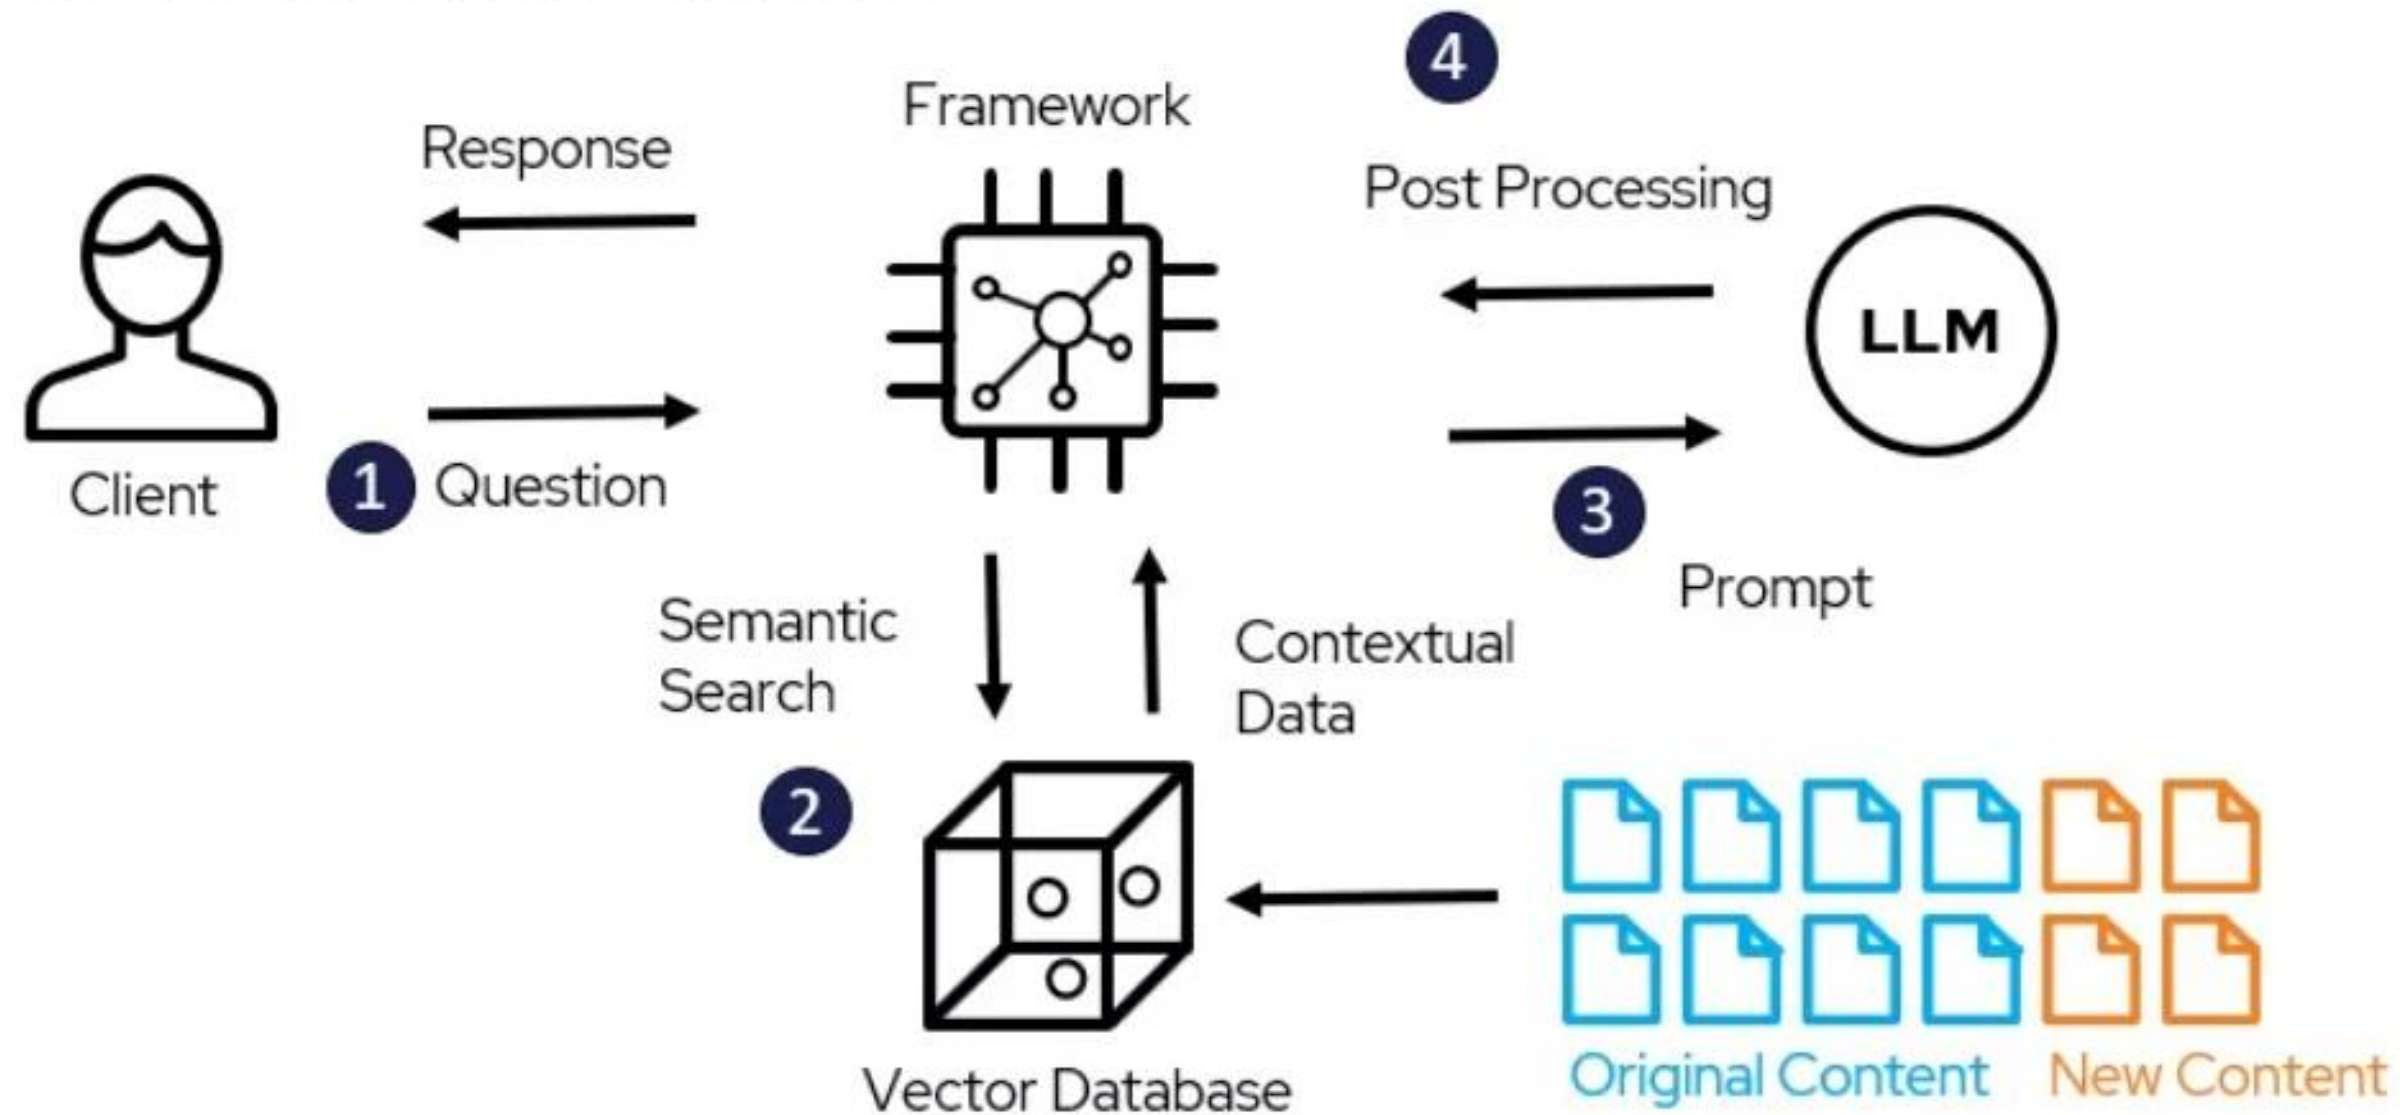 4
Framework
Response
Post Processing
LLM
Client
1 Question
3
Prompt
Semantic
Search
Contextual
Data
2
Vector Database
Original Content
New Content